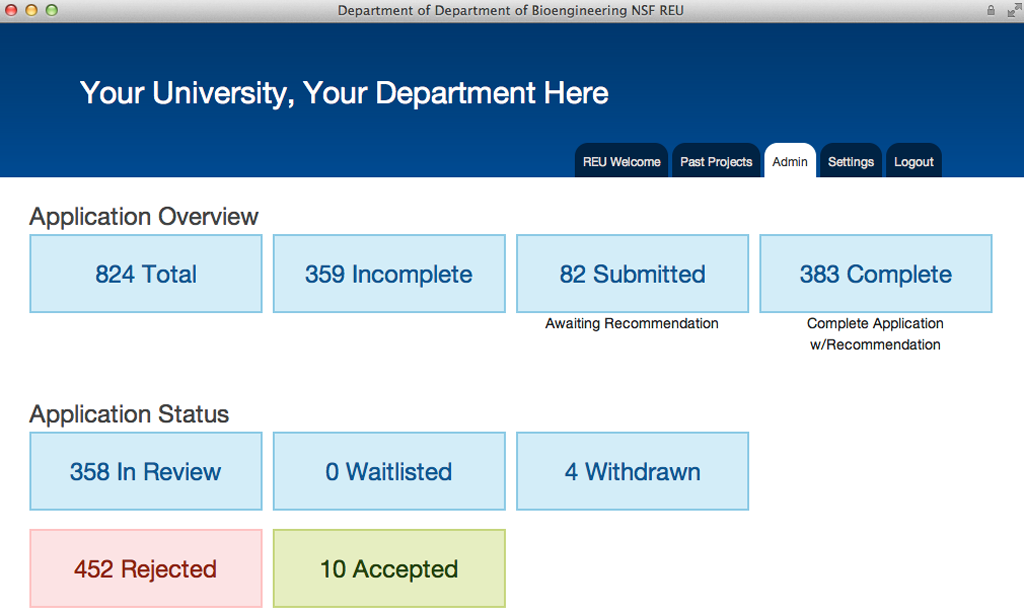 Department of Department of Bioengineering NSF REU
Your University, Your Department Here
REU Welcome
Past Projects
Admin
Settings
Logout
Application Overview
824 Total
359 Incomplete
82 Submitted
383 Complete
Awaiting Recommendation
Complete Application
w/Recommendation
Application Status
358 In Review
0 Waitlisted
4 Withdrawn
452 Rejected
10 Accepted